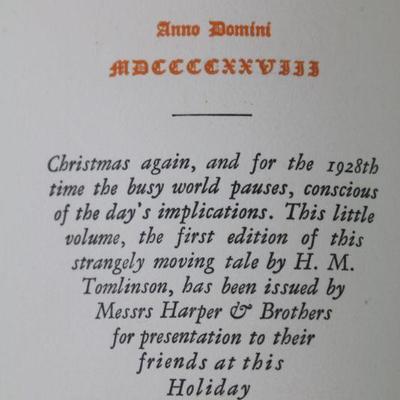 Anno Domini
MDCCCCXXVIII
Christmas again, and for the 1928th
time the busy world pauses, conscious
of the day's implications. This little
volume, the first edition of this
strangely moving tale by H. M.
Tomlinson, has been issued by
Messrs Harper & Brothers
for presentation to their
friends at this
Holiday